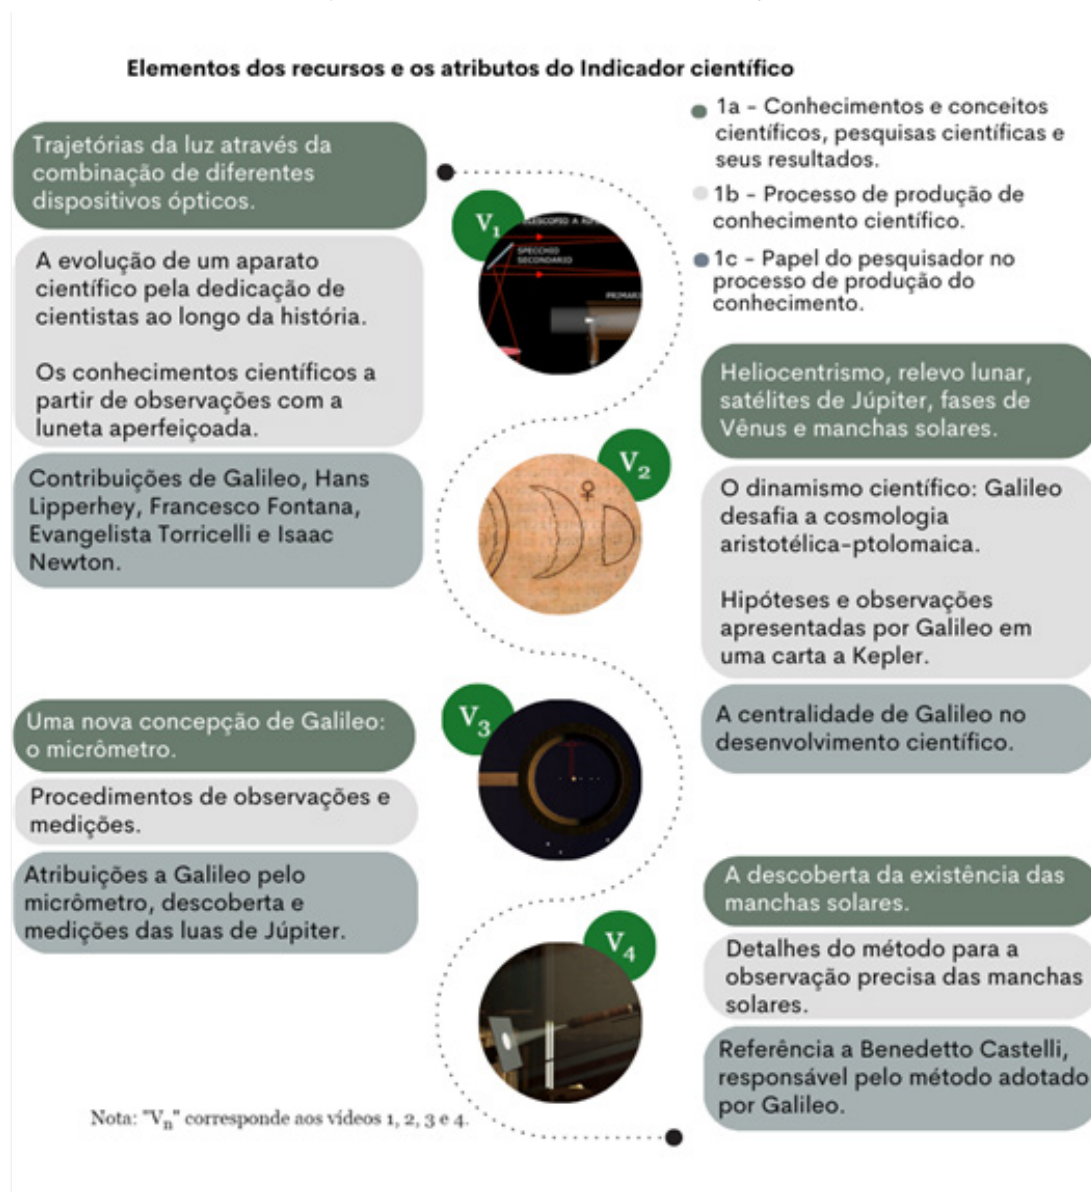 Elementos dos recursos e os atributos do Indicador científico
1a - Conhecimentos e conceitos
científicos, pesquisas científicas e
seus resultados.
1b - Processo de produção de
conhecimento científico.
1c - Papel do pesquisador no
processo de produção do
conhecimento.
Trajetórias da luz através da
combinação de diferentes
dispositivos ópticos.
A evolução de um aparato
científico pela dedicação de
cientistas ao longo da história.
Os conhecimentos científicos a
partir de observações com a
luneta aperfeiçoada.
Contribuições de Galileo, Hans
Lipperhey, Francesco Fontana,
Evangelista Torricelli e Isaac
Newton.
V1
SPECCHIO
SECONDARIO
V2
Heliocentrismo, relevo lunar,
satélites de Júpiter, fases de
Vênus e manchas solares.
O dinamismo científico: Galileo
desafia a cosmologia
aristotélica-ptolomaica.
Hipóteses e observações
apresentadas por Galileo em
uma carta a Kepler.
A centralidade de Galileo no
desenvolvimento científico.
Uma nova concepção de Galileo:
o micrômetro.
Procedimentos de observações e
medições.
Atribuições a Galileo pelo
micrômetro, descoberta e
medições das luas de Júpiter.
V3
V4
A descoberta da existência das
manchas solares.
Detalhes do método para a
observação precisa das manchas
solares.
Referência a Benedetto Castelli,
responsável pelo método adotado
por Galileo.
Nota: "Vn" corresponde aos vídeos 1, 2, 3 e 4.